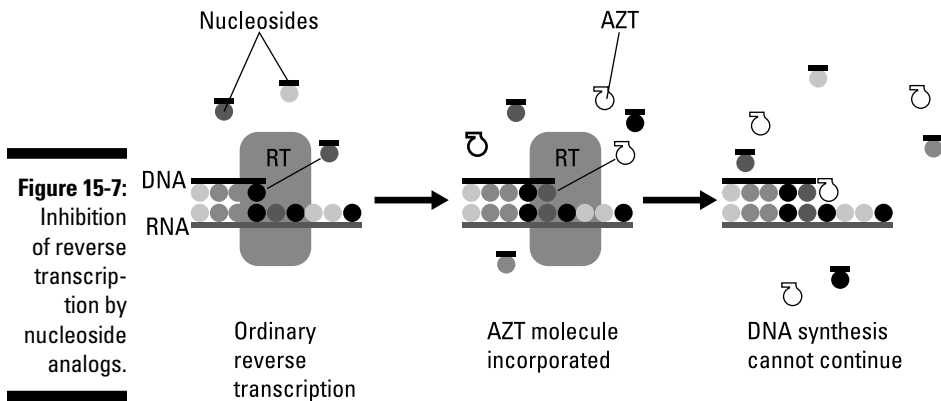 Nucleosides
AZT
RT
RT
DNA
RNA
Figure 15-7:
Inhibition
of reverse
transcrip-
tion by
nucleoside
analogs.
Ordinary
reverse
transcription
AZT molecule
incorporated
DNA synthesis
cannot continue